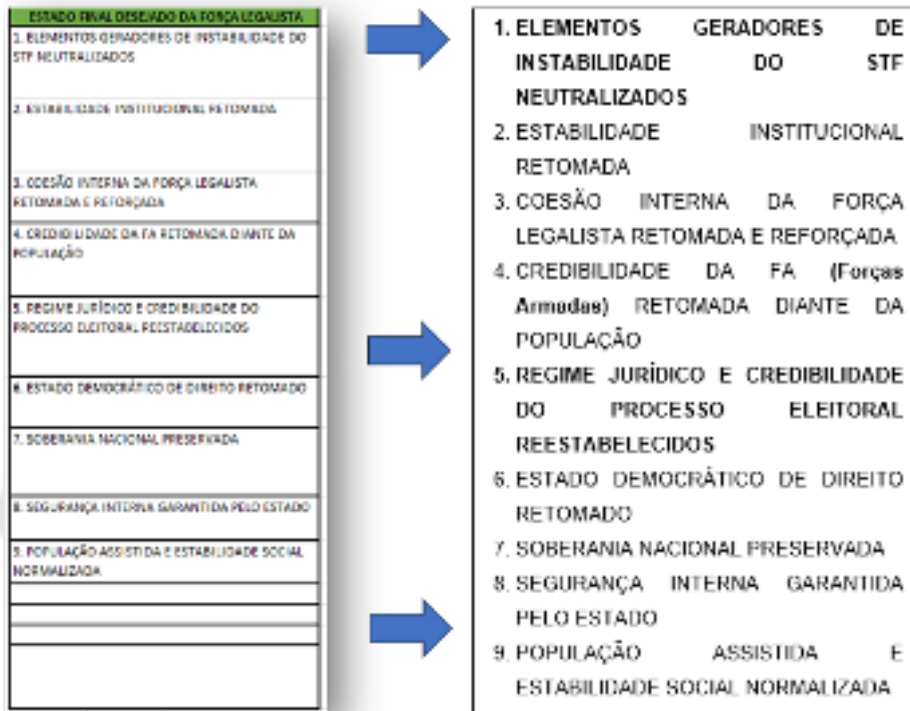 ESTADO FINAL DESEJADO DA FORÇA LEGALISTA
1. ELEMENTOS GERADORES DE INSTABILIDADE DO
STF NEUTRALIZADOS
2. ESTABILIDADE INSTITUCIONAL RETOMADA
3. COESÃO INTERNA DA FORÇA LEGALISTA
RETOMADA E REFORÇADA
4. CREDIBILIDADE DA FA RETOMADA DIANTE DA
POPULAÇÃO
5. REGIME JURÍDICO E CREDIBILIDADE DO
PROCESSO ELEITORAL REESTABELECIDOS
6. ESTADO DEMOCRÁTICO DE DIREITO RETOMADO
7. SOBERANIA NACIONAL PRESERVADA
8. SEGURANÇA INTERNA GARANTIDA PELO ESTADO
9. POPULAÇÃO ASSISTIDA E ESTABILIDADE SOCIAL
NORMALIZADA
1. ELEMENTOS GERADORES DE
INSTABILIDADE DO STF
NEUTRALIZADOS
2. ESTABILIDADE INSTITUCIONAL
RETOMADA
3. COESÃO INTERNA DA FORÇA
LEGALISTA RETOMADA E REFORÇADA
4. CREDIBILIDADE DA FA (Forças
Armadas) RETOMADA DIANTE DA
POPULAÇÃO
5. REGIME JURÍDICO E CREDIBILIDADE
DO PROCESSO ELEITORAL
REESTABELECIDOS
6. ESTADO DEMOCRÁTICO DE DIREITO
RETOMADO
7. SOBERANIA NACIONAL PRESERVADA
8. SEGURANÇA INTERNA GARANTIDA
PELO ESTADO
9. POPULAÇÃO ASSISTIDA E
ESTABILIDADE SOCIAL NORMALIZADA